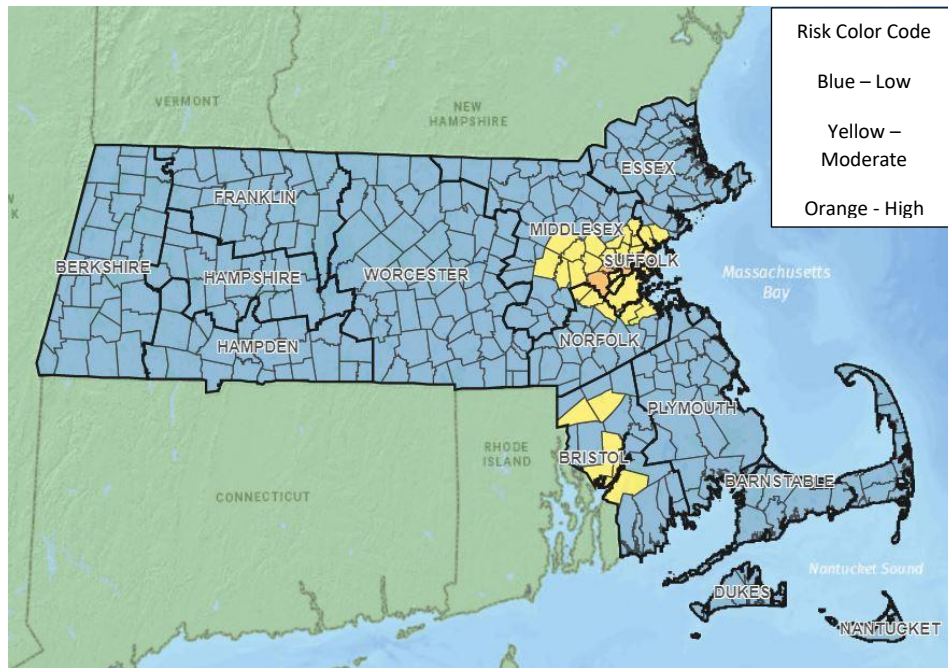 Risk Color Code
Blue – Low
Yellow –
Moderate
Orange - High
VERMONT
NEW
HAMPSHIRE
ESSEX
FRANKLIN
MIDDLESEX
SUFFOLK
BERKSHIRE
HAMPSHIRE
WORCESTER
Massachusetts
Bay
HAMPDEN
NORFOLK
PLYMOUTH
RHODE
ISLAND
BRISTOL
CONNECTICUT
BARNSTABLE
Nantucket Sound
DUKES
NANTUCKET